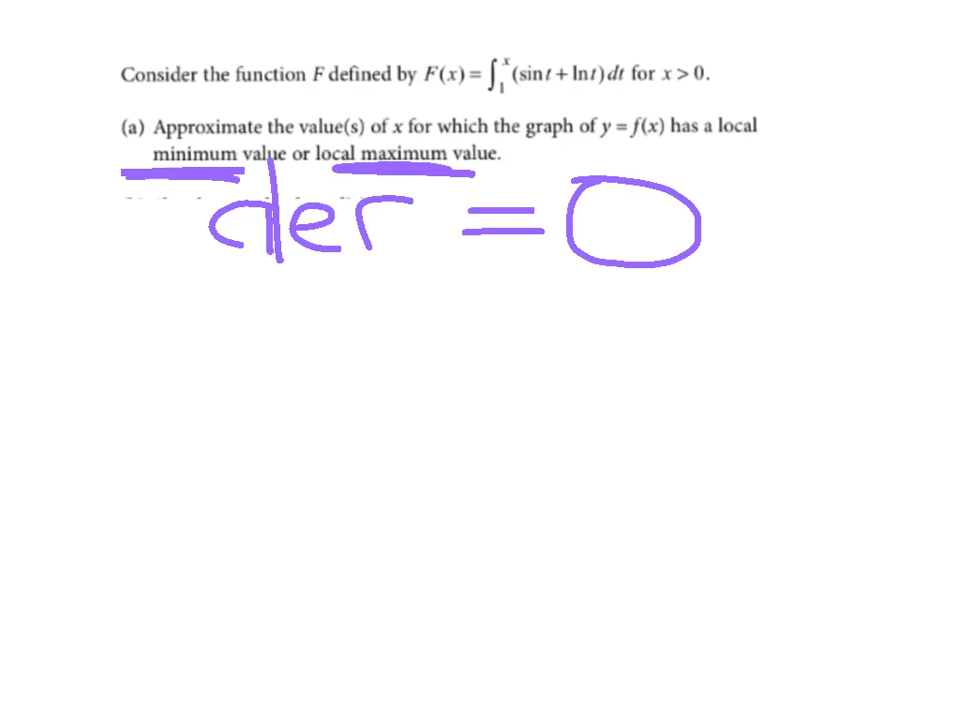 Consider the function F defined by F(x) = ∫₁ˣ (sin t + ln t) dt for x > 0.
(a) Approximate the value(s) of x for which the graph of y = f(x) has a local
minimum value or local maximum value.
der = 0